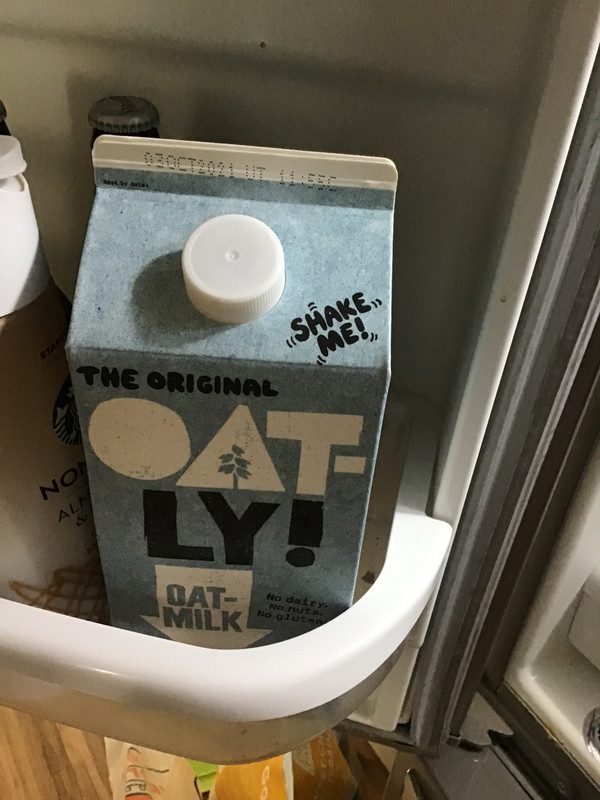 03OCT2021 UT 11:55C
Best by date:
SHAKE
ME!
THE ORIGINAL
OAT-
LY!
OAT-
MILK
No dairy.
No nuts.
No gluten.